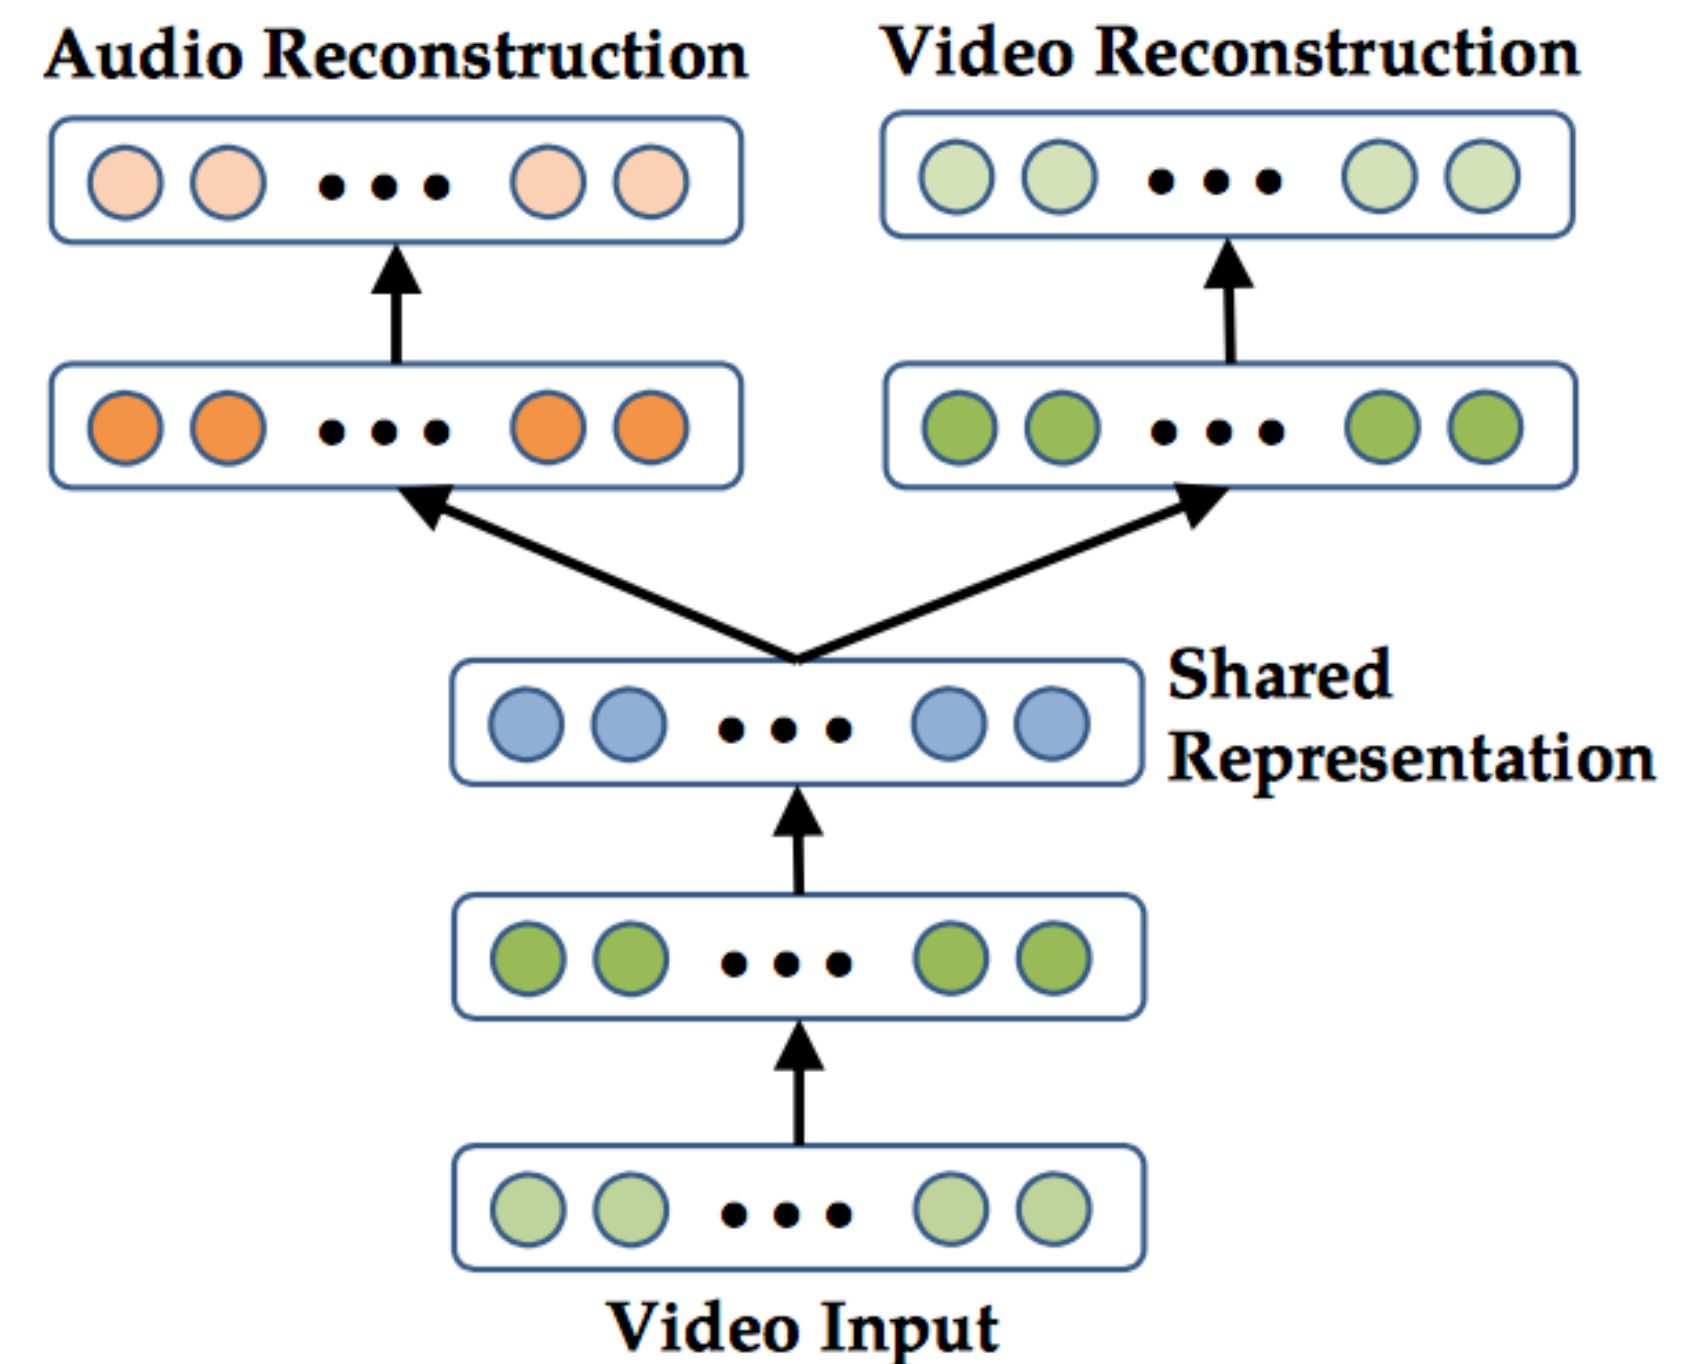 Audio Reconstruction
Video Reconstruction
Shared
Representation
Video Input